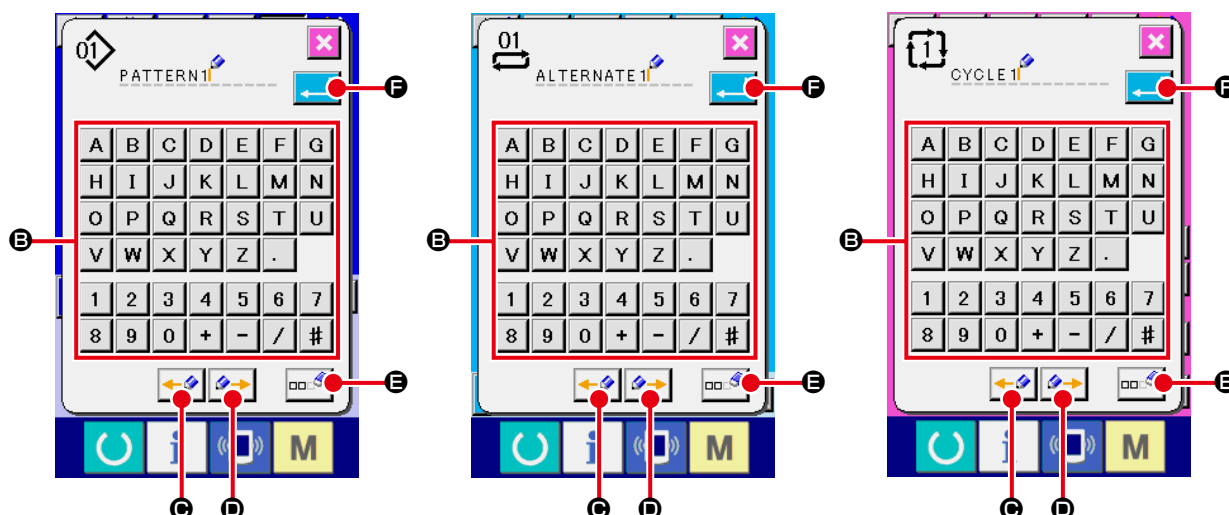 01
PATTERN1
F
A B C D E F G
H I J K L M N
O P Q R S T U
B
V W X Y Z .
1 2 3 4 5 6 7
8 9 0 + - / #
E
i M
C D
01
ALTERNATE1
F
A B C D E F G
H I J K L M N
O P Q R S T U
B
V W X Y Z .
1 2 3 4 5 6 7
8 9 0 + - / #
E
i M
C D
1
CYCLE1
F
A B C D E F G
H I J K L M N
O P Q R S T U
B
V W X Y Z .
1 2 3 4 5 6 7
8 9 0 + - / #
E
i M
C D